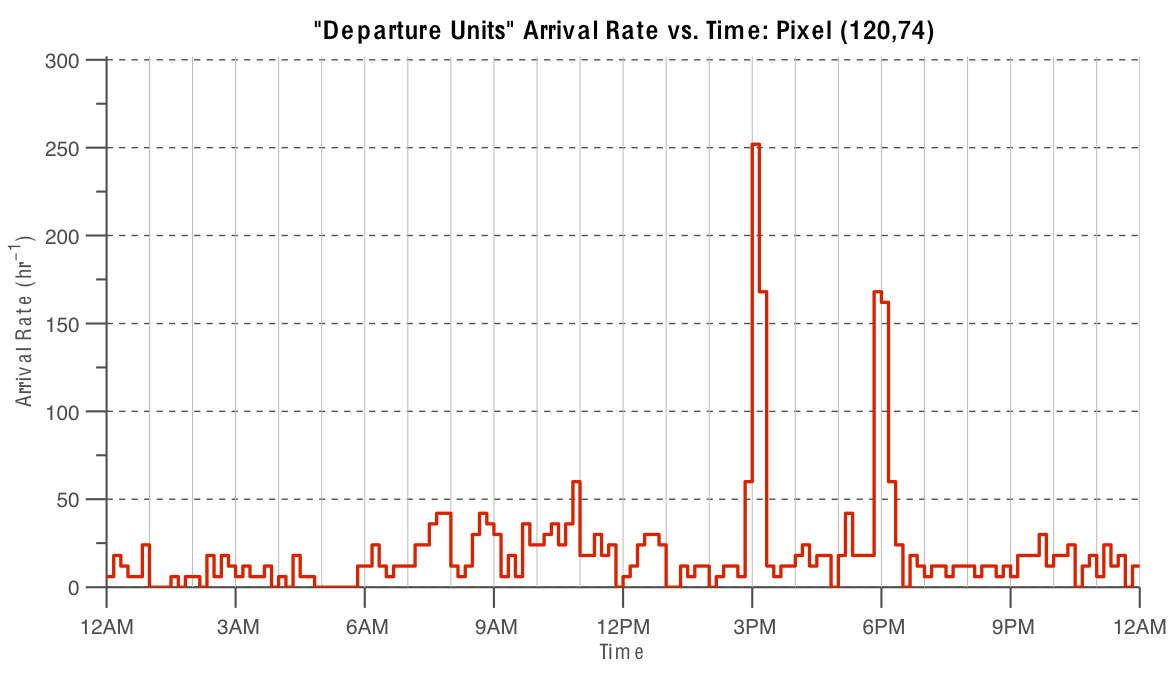 "Departure Units" Arrival Rate vs. Time: Pixel (120,74)
Arrival Rate (hr⁻¹)
300
250
200
150
100
50
0
12AM 3AM 6AM 9AM 12PM 3PM 6PM 9PM 12AM
Time